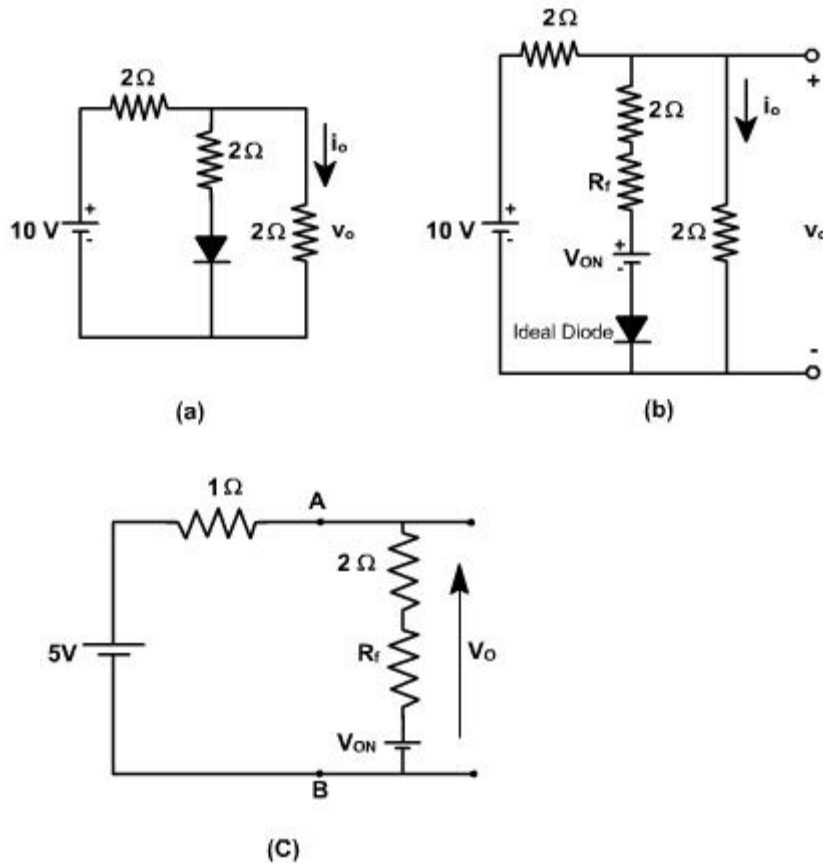 2Ω
2Ω
io
10 V
+
-
2Ω
vo
(a)
2Ω
+
2Ω
io
Rf
10 V
+
-
VON
+
-
2Ω
Ideal Diode
-
(b)
1Ω
A
2Ω
5V
Rf
VO
VON
B
(C)